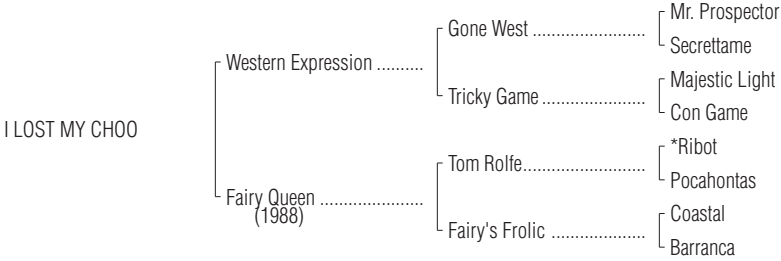 Mr. Prospector
Gone West ........................
Secrettame
Western Expression ..........
Majestic Light
Tricky Game ......................
Con Game
I LOST MY CHOO
*Ribot
Tom Rolfe..........................
Pocahontas
Fairy Queen ......................
(1988)
Coastal
Fairy's Frolic ....................
Barranca